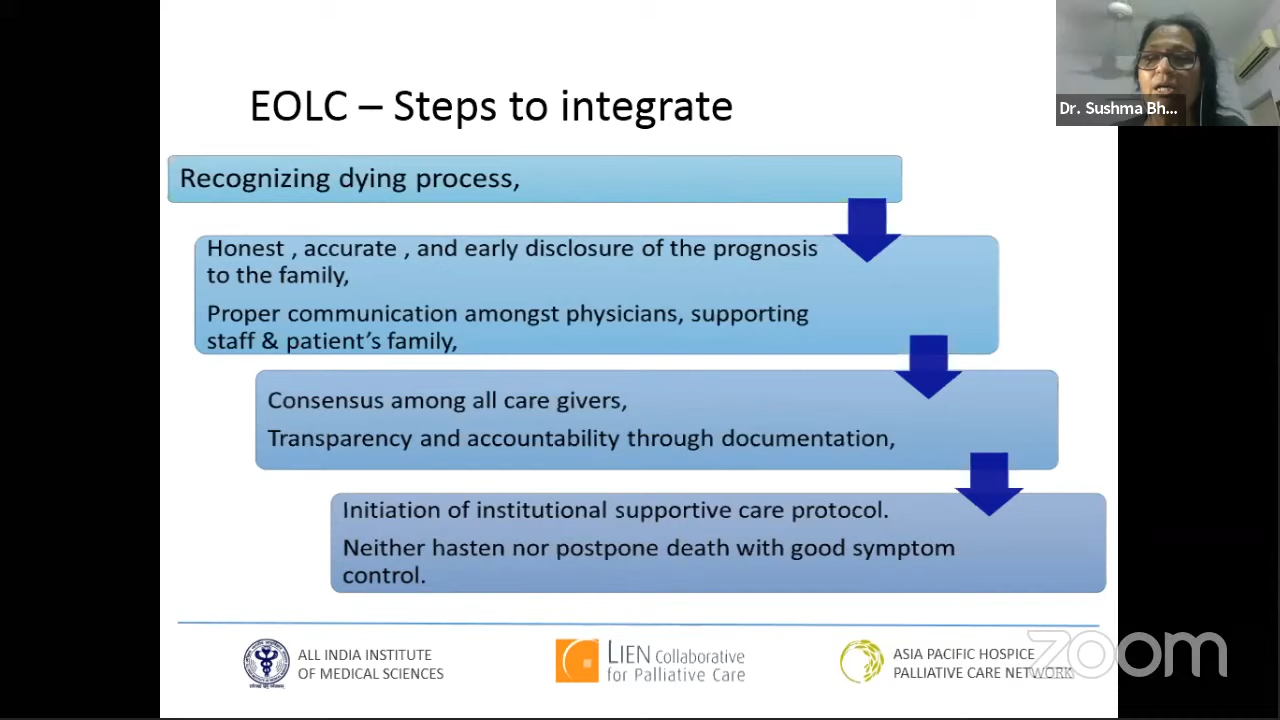 Dr. Sushma Bh...
EOLC – Steps to integrate
Recognizing dying process,
Honest , accurate , and early disclosure of the prognosis
to the family,
Proper communication amongst physicians, supporting
staff & patient's family,
Consensus among all care givers,
Transparency and accountability through documentation,
Initiation of institutional supportive care protocol.
Neither hasten nor postpone death with good symptom
control.
ALL INDIA INSTITUTE
OF MEDICAL SCIENCES
LIEN Collaborative
for Palliative Care
ASIA PACIFIC HOSPICE
PALLIATIVE CARE NETWORK
zoom